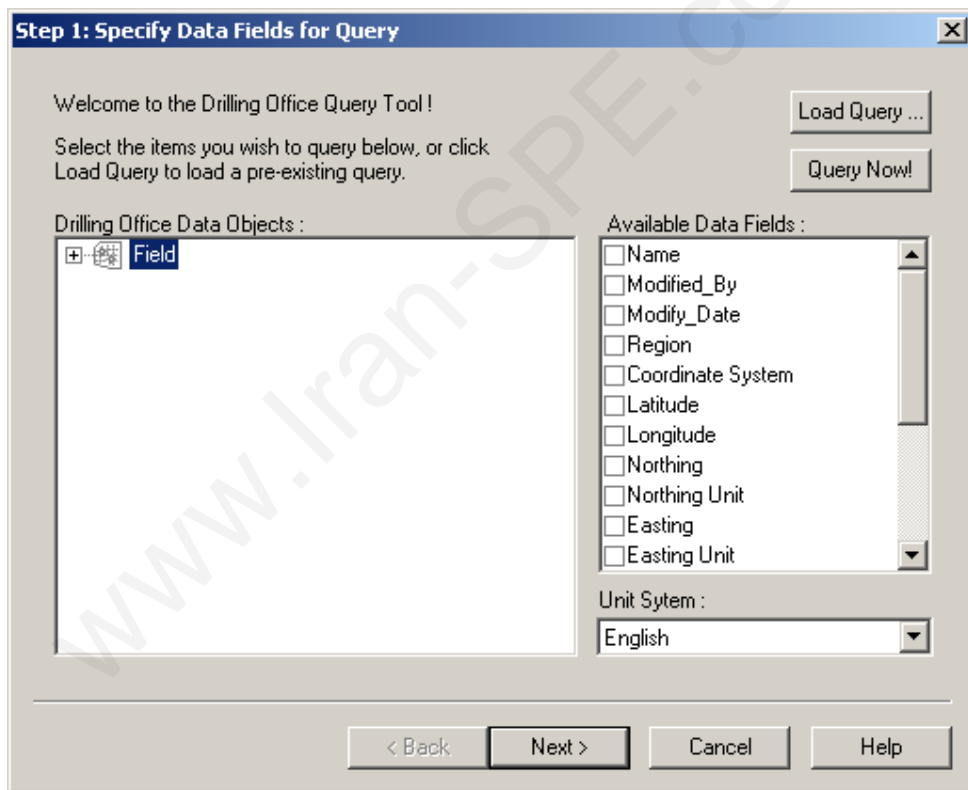 Step 1: Specify Data Fields for Query
Welcome to the Drilling Office Query Tool !
Load Query ...
Select the items you wish to query below, or click
Load Query to load a pre-existing query.
Query Now!
Drilling Office Data Objects :
Field
Available Data Fields :
Name
Modified_By
Modify_Date
Region
Coordinate System
Latitude
Longitude
Northing
Northing Unit
Easting
Easting Unit
Unit Sytem :
English
< Back
Next >
Cancel
Help
www.Iran-SPE.co